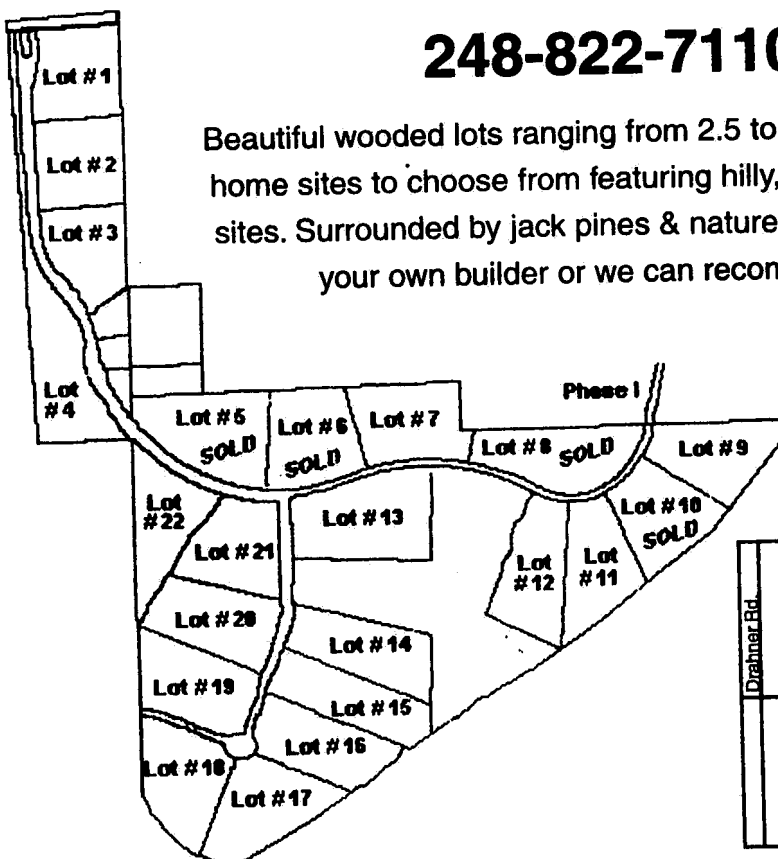 248-822-7110
Beautiful wooded lots ranging from 2.5 to
home sites to choose from featuring hilly,
sites. Surrounded by jack pines & nature
your own builder or we can recom
Lot #1
Lot #2
Lot #3
Lot
#4
Lot #5
SOLD
Lot #6
SOLD
Lot #7
Phase I
Lot #8 SOLD
Lot #9
Lot #10
SOLD
Lot
#11
Lot
#12
Lot #13
Lot
#22
Lot #21
Lot #20
Lot #14
Lot #19
Lot #15
Lot #16
Lot #18
Lot #17
Drahner Rd.